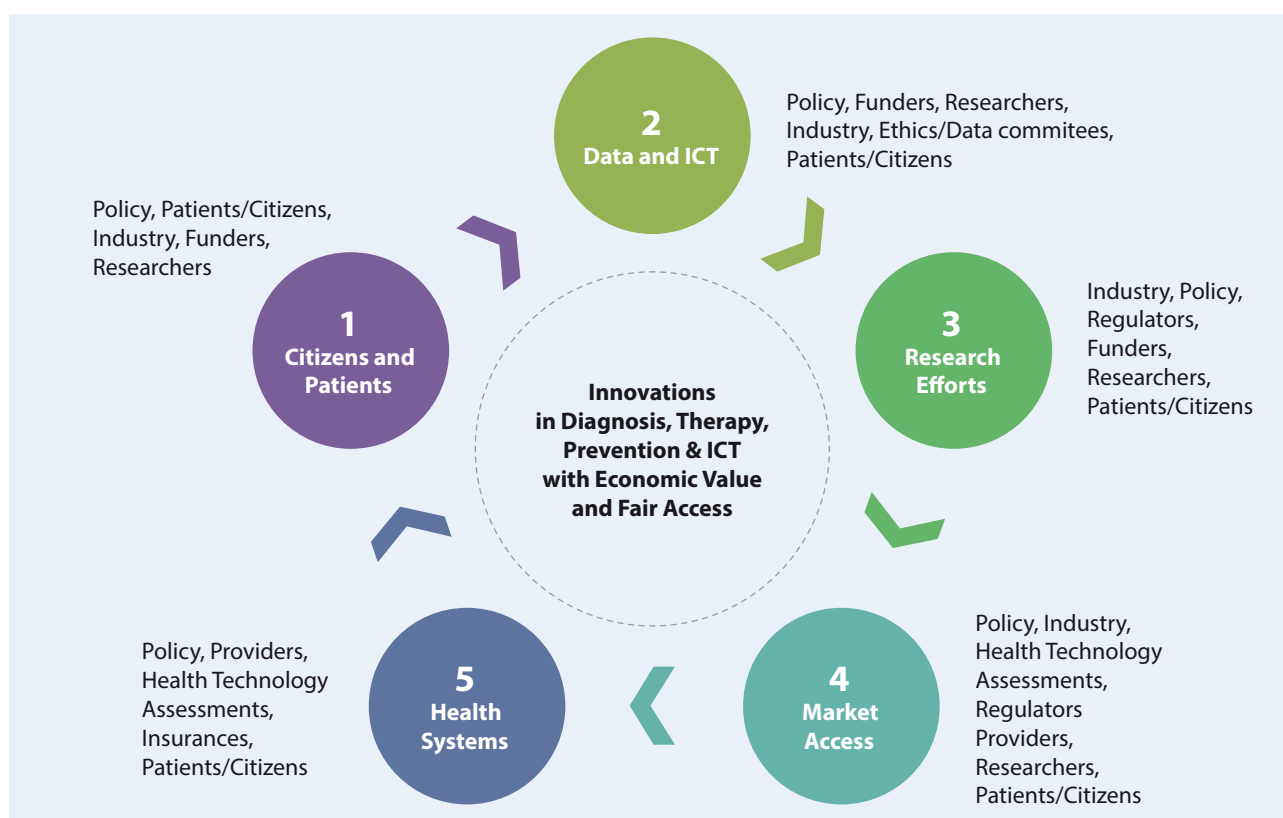 2
Data and ICT
Policy, Funders, Researchers,
Industry, Ethics/Data commitees,
Patients/Citizens
Policy, Patients/Citizens,
Industry, Funders,
Researchers
1
Citizens and
Patients
3
Research
Efforts
Industry, Policy,
Regulators,
Funders,
Researchers,
Patients/Citizens
Innovations
in Diagnosis, Therapy,
Prevention & ICT
with Economic Value
and Fair Access
Policy, Providers,
Health Technology
Assessments,
Insurances,
Patients/Citizens
5
Health
Systems
4
Market
Access
Policy, Industry,
Health Technology
Assessments,
Regulators
Providers,
Researchers,
Patients/Citizens